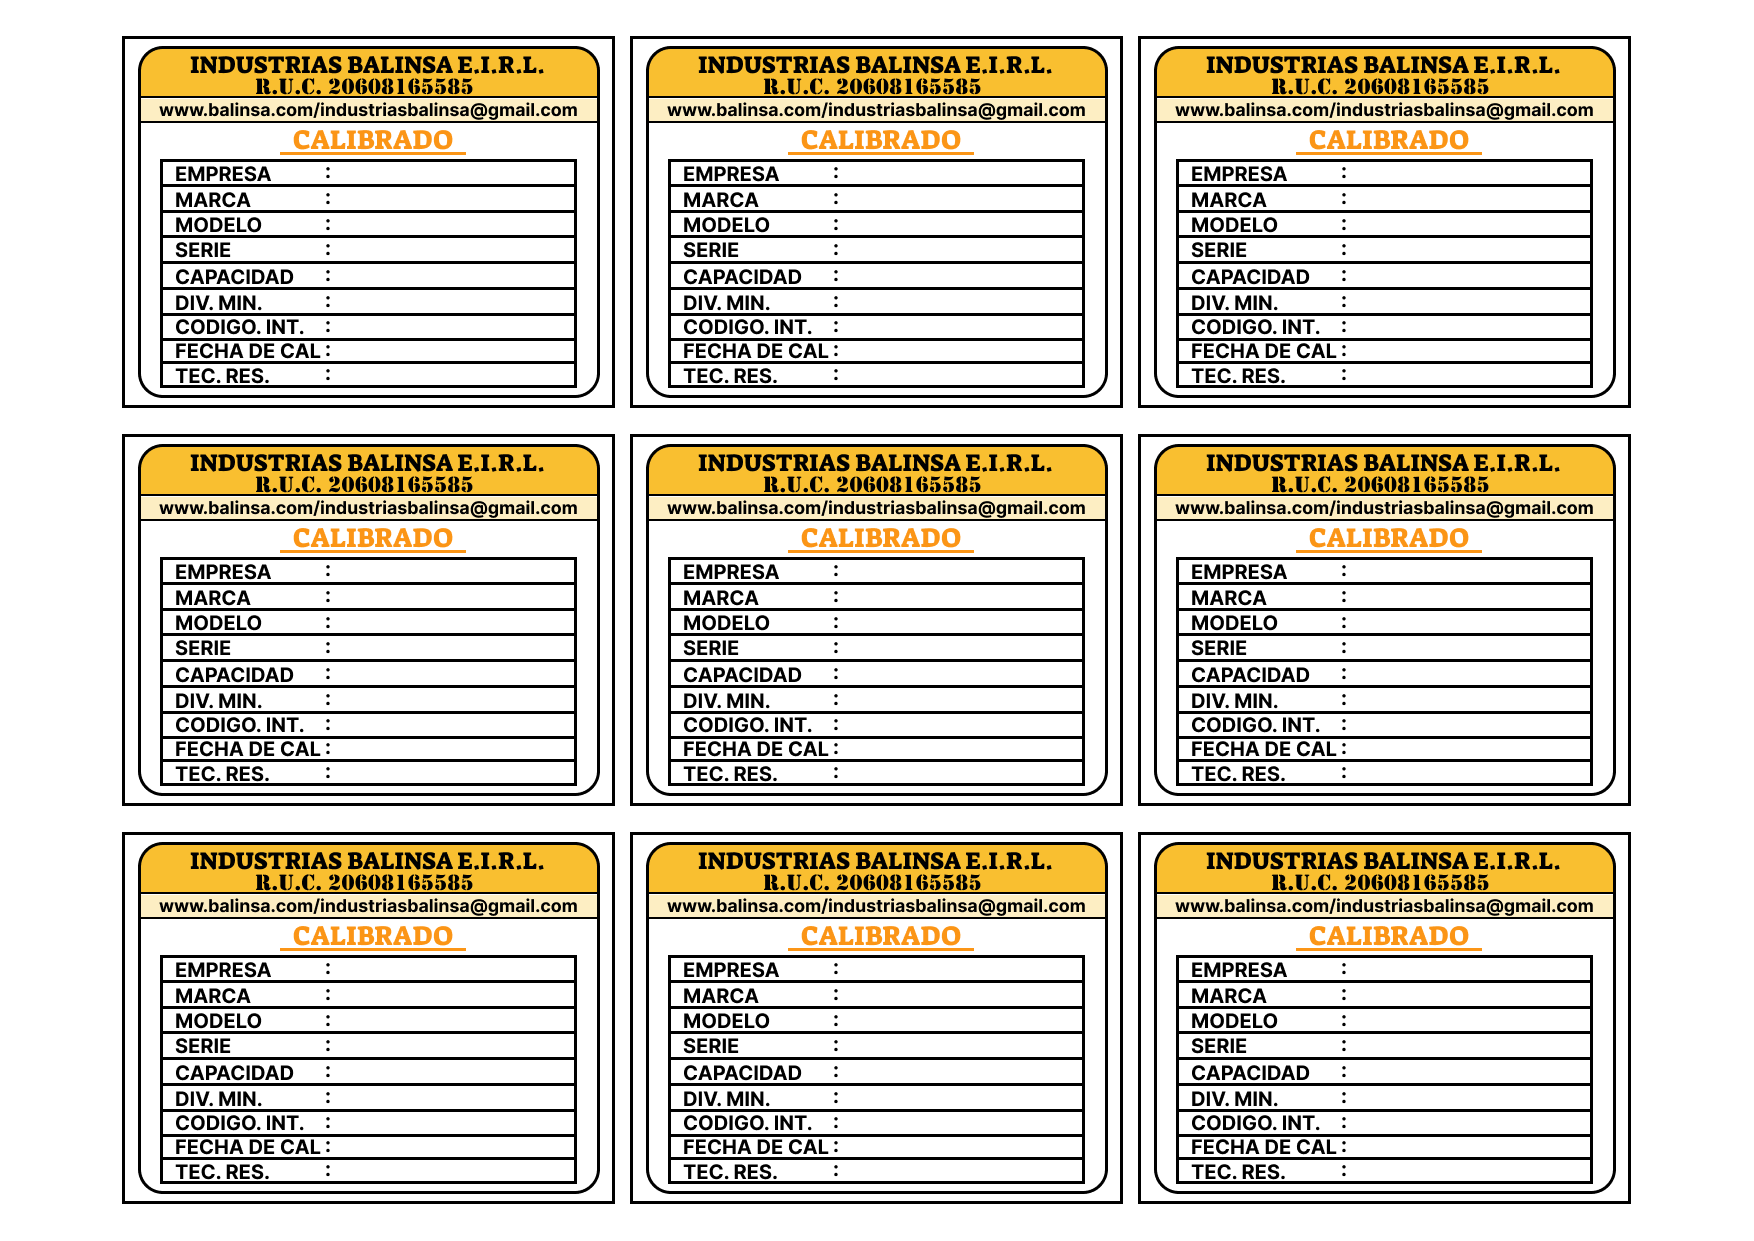 INDUSTRIAS BALINSA E.I.R.L.
R.U.C. 20608165585
www.balinsa.com/industriasbalinsa@gmail.com
CALIBRADO
EMPRESA :
MARCA :
MODELO :
SERIE :
CAPACIDAD :
DIV. MIN. :
CODIGO. INT. :
FECHA DE CAL :
TEC. RES. :
INDUSTRIAS BALINSA E.I.R.L.
R.U.C. 20608165585
www.balinsa.com/industriasbalinsa@gmail.com
CALIBRADO
EMPRESA :
MARCA :
MODELO :
SERIE :
CAPACIDAD :
DIV. MIN. :
CODIGO. INT. :
FECHA DE CAL :
TEC. RES. :
INDUSTRIAS BALINSA E.I.R.L.
R.U.C. 20608165585
www.balinsa.com/industriasbalinsa@gmail.com
CALIBRADO
EMPRESA :
MARCA :
MODELO :
SERIE :
CAPACIDAD :
DIV. MIN. :
CODIGO. INT. :
FECHA DE CAL :
TEC. RES. :
INDUSTRIAS BALINSA E.I.R.L.
R.U.C. 20608165585
www.balinsa.com/industriasbalinsa@gmail.com
CALIBRADO
EMPRESA :
MARCA :
MODELO :
SERIE :
CAPACIDAD :
DIV. MIN. :
CODIGO. INT. :
FECHA DE CAL :
TEC. RES. :
INDUSTRIAS BALINSA E.I.R.L.
R.U.C. 20608165585
www.balinsa.com/industriasbalinsa@gmail.com
CALIBRADO
EMPRESA :
MARCA :
MODELO :
SERIE :
CAPACIDAD :
DIV. MIN. :
CODIGO. INT. :
FECHA DE CAL :
TEC. RES. :
INDUSTRIAS BALINSA E.I.R.L.
R.U.C. 20608165585
www.balinsa.com/industriasbalinsa@gmail.com
CALIBRADO
EMPRESA :
MARCA :
MODELO :
SERIE :
CAPACIDAD :
DIV. MIN. :
CODIGO. INT. :
FECHA DE CAL :
TEC. RES. :
INDUSTRIAS BALINSA E.I.R.L.
R.U.C. 20608165585
www.balinsa.com/industriasbalinsa@gmail.com
CALIBRADO
EMPRESA :
MARCA :
MODELO :
SERIE :
CAPACIDAD :
DIV. MIN. :
CODIGO. INT. :
FECHA DE CAL :
TEC. RES. :
INDUSTRIAS BALINSA E.I.R.L.
R.U.C. 20608165585
www.balinsa.com/industriasbalinsa@gmail.com
CALIBRADO
EMPRESA :
MARCA :
MODELO :
SERIE :
CAPACIDAD :
DIV. MIN. :
CODIGO. INT. :
FECHA DE CAL :
TEC. RES. :
INDUSTRIAS BALINSA E.I.R.L.
R.U.C. 20608165585
www.balinsa.com/industriasbalinsa@gmail.com
CALIBRADO
EMPRESA :
MARCA :
MODELO :
SERIE :
CAPACIDAD :
DIV. MIN. :
CODIGO. INT. :
FECHA DE CAL :
TEC. RES. :